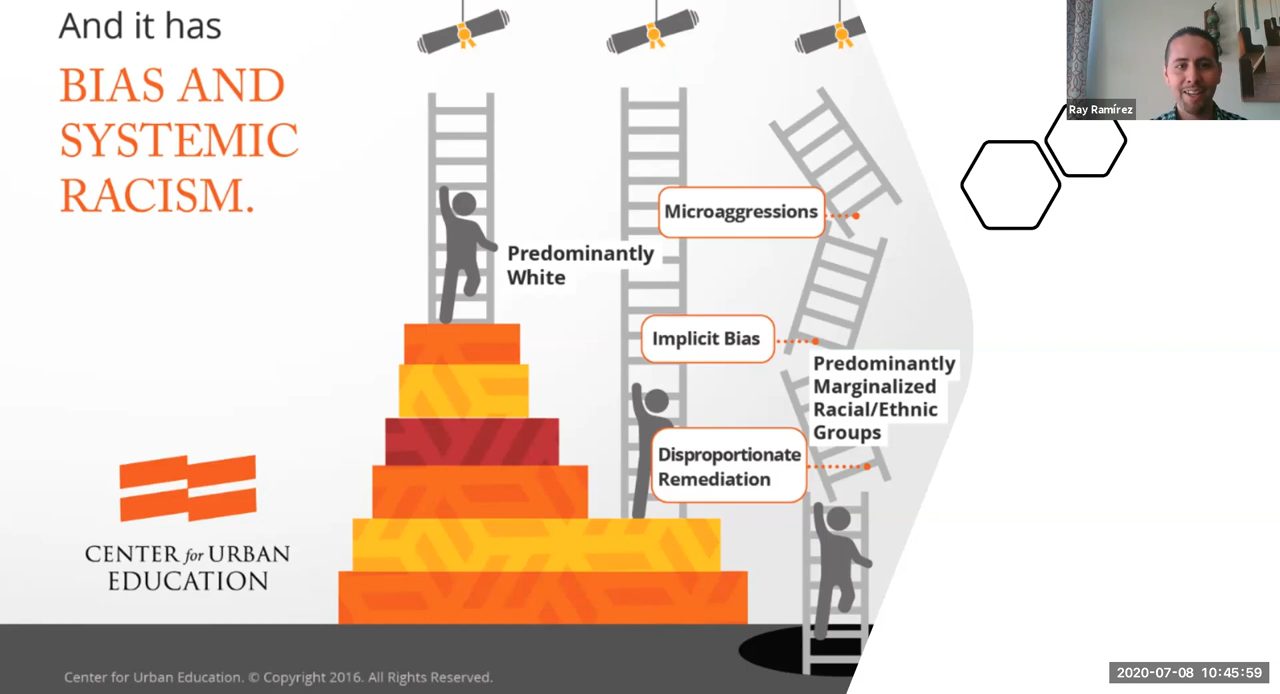 And it has
BIAS AND
SYSTEMIC
RACISM.
Ray Ramírez
Microaggressions
Predominantly
White
Implicit Bias
Predominantly
Marginalized
Racial/Ethnic
Groups
Disproportionate
Remediation
CENTER for URBAN
EDUCATION
Center for Urban Education. © Copyright 2016. All Rights Reserved.
2020-07-08 10:45:59